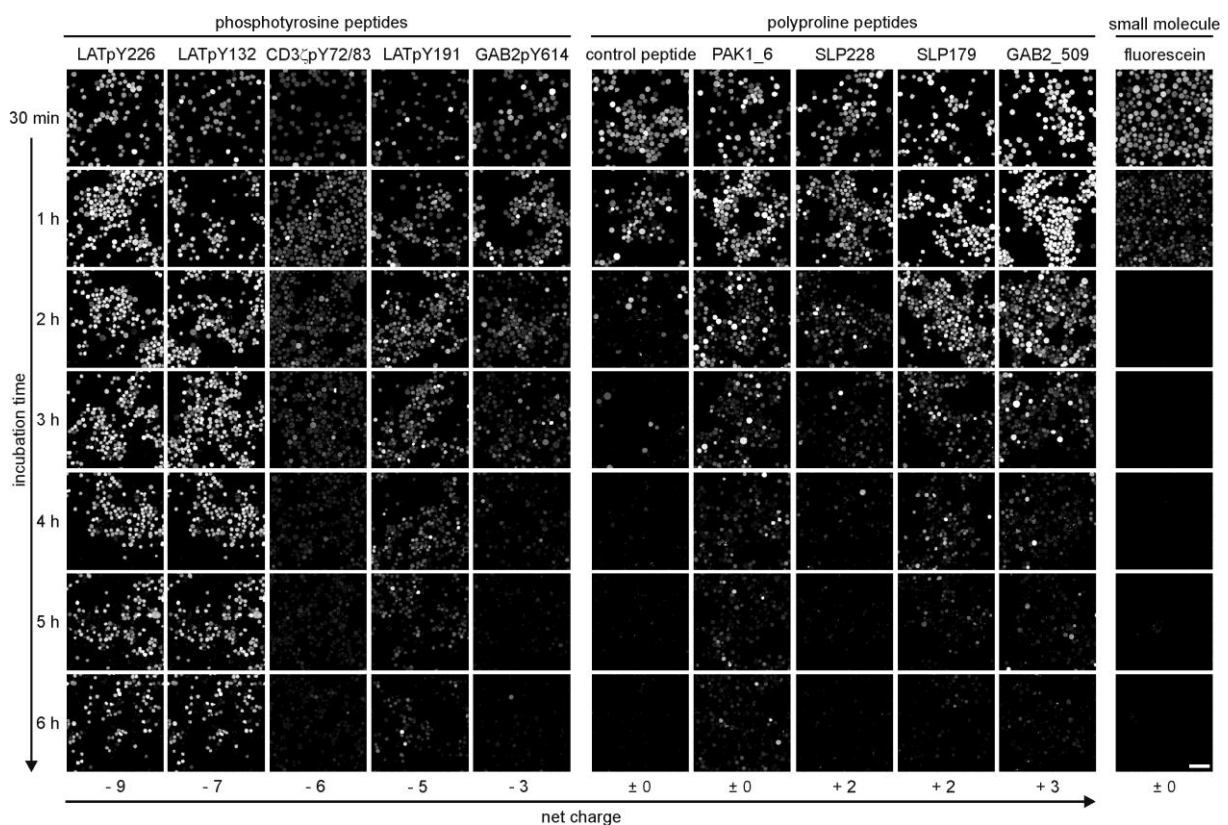 phosphotyrosine peptides polyproline peptides small molecule
LATpY226 LATpY132 CD3ζpY72/83 LATpY191 GAB2pY614 control peptide PAK1_6 SLP228 SLP179 GAB2_509 fluorescein
30 min
1 h
2 h
3 h
incubation time
4 h
5 h
6 h
- 9 - 7 - 6 - 5 - 3 ± 0 ± 0 + 2 + 2 + 3 ± 0
net charge